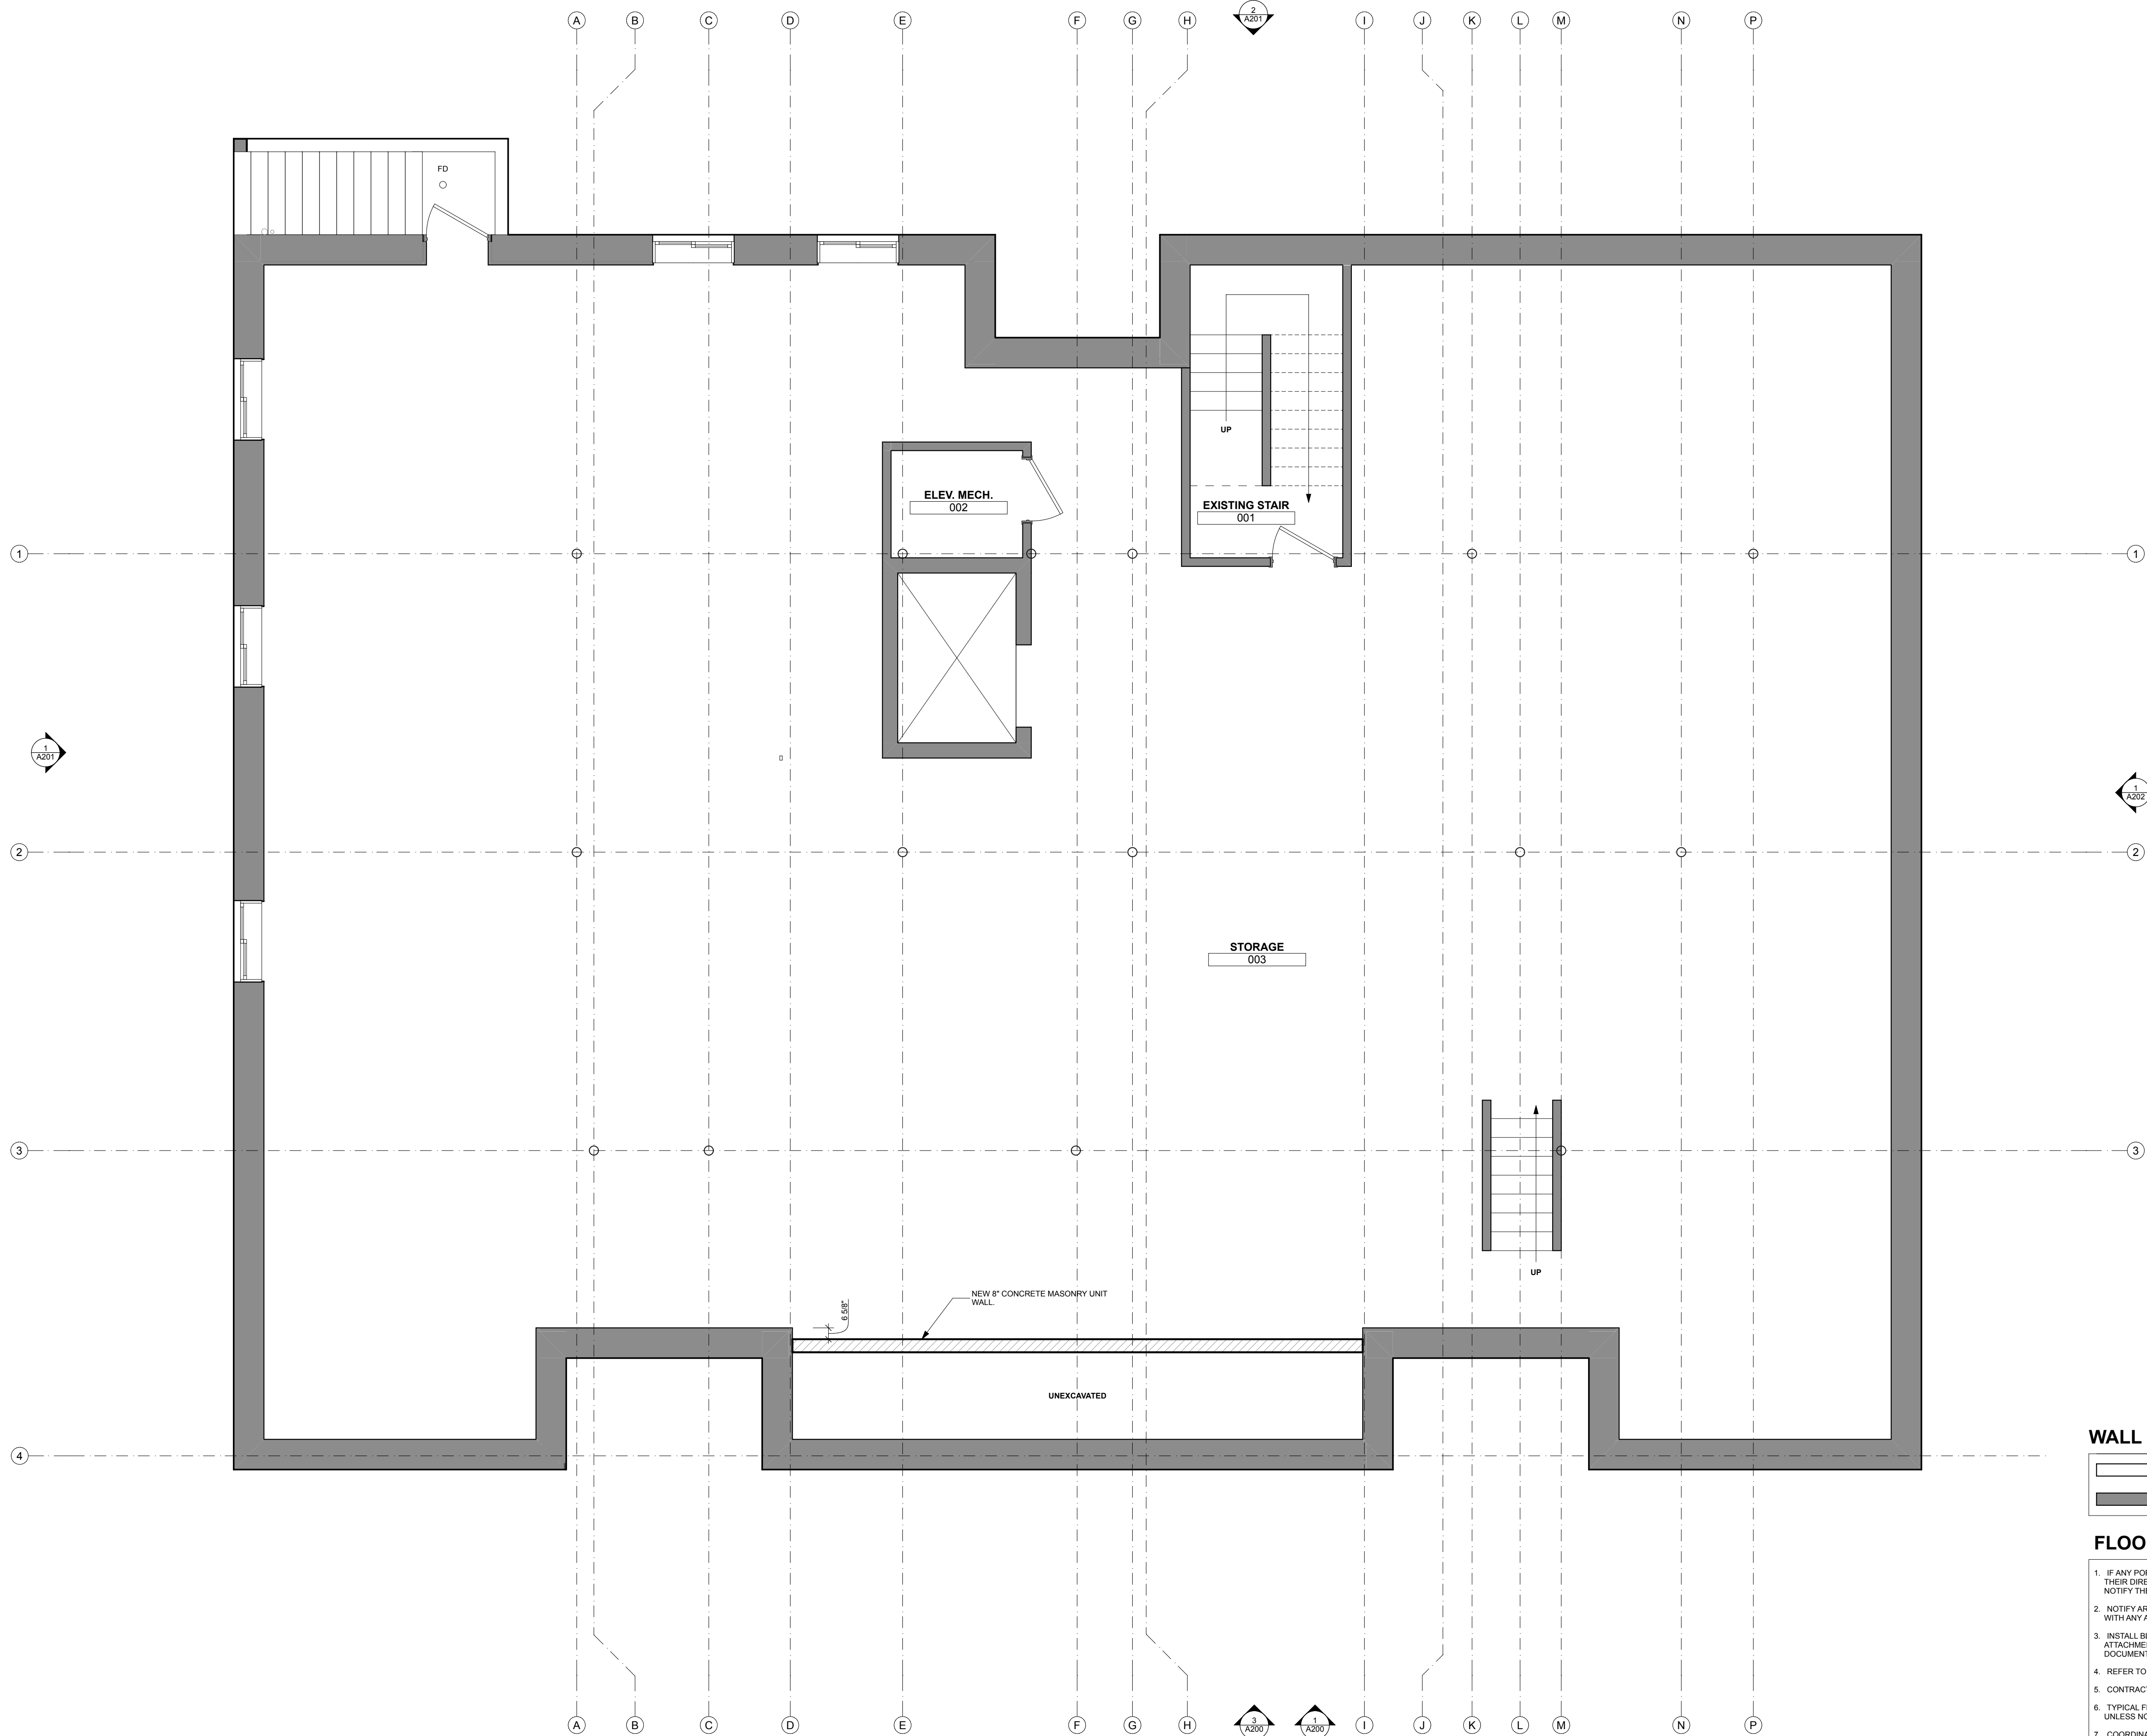 A B C D E F G H I J K L M N P
2
A201
FD
UP
ELEV. MECH.
002
EXISTING STAIR
001
1 1
1
A201
1
A202
2 2
STORAGE
003
3 3
UP
NEW 8" CONCRETE MASONRY UNIT
WALL.
6 5/8"
UNEXCAVATED
4
WALL
FLOO
1. IF ANY POR
THEIR DIRE
NOTIFY THE
2. NOTIFY AR
WITH ANY A
3. INSTALL BL
ATTACHME
DOCUMENT
4. REFER TO
5. CONTRACT
6. TYPICAL F
UNLESS NO
7. COORDINA
A B C D E F G H I J K L M N P
3
A200
1
A200